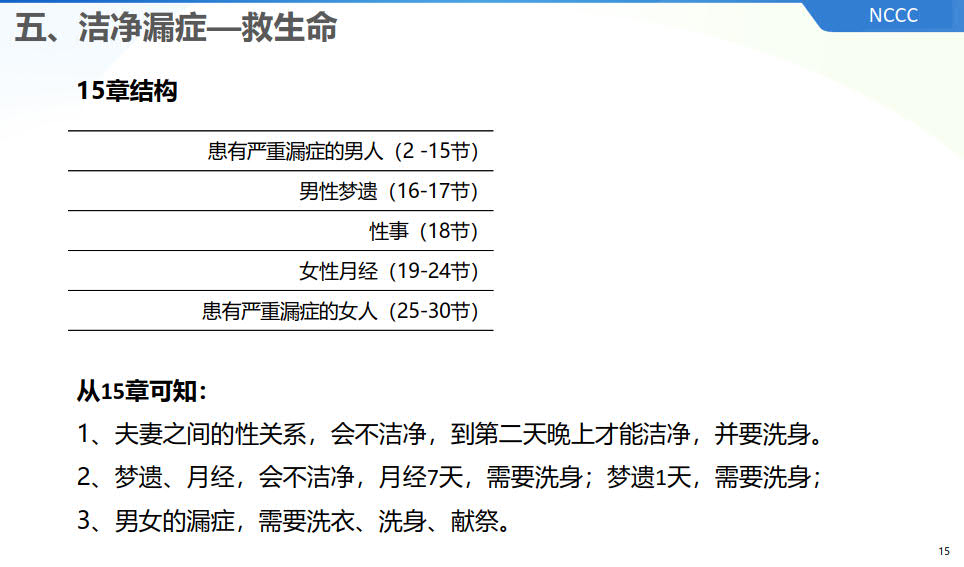 五、洁净漏症—救生命
NCCC
15章结构
患有严重漏症的男人（2 -15节）
男性梦遗（16-17节）
性事（18节）
女性月经（19-24节）
患有严重漏症的女人（25-30节）
从15章可知：
1、夫妻之间的性关系，会不洁净，到第二天晚上才能洁净，并要洗身。
2、梦遗、月经，会不洁净，月经7天，需要洗身；梦遗1天，需要洗身；
3、男女的漏症，需要洗衣、洗身、献祭。
15